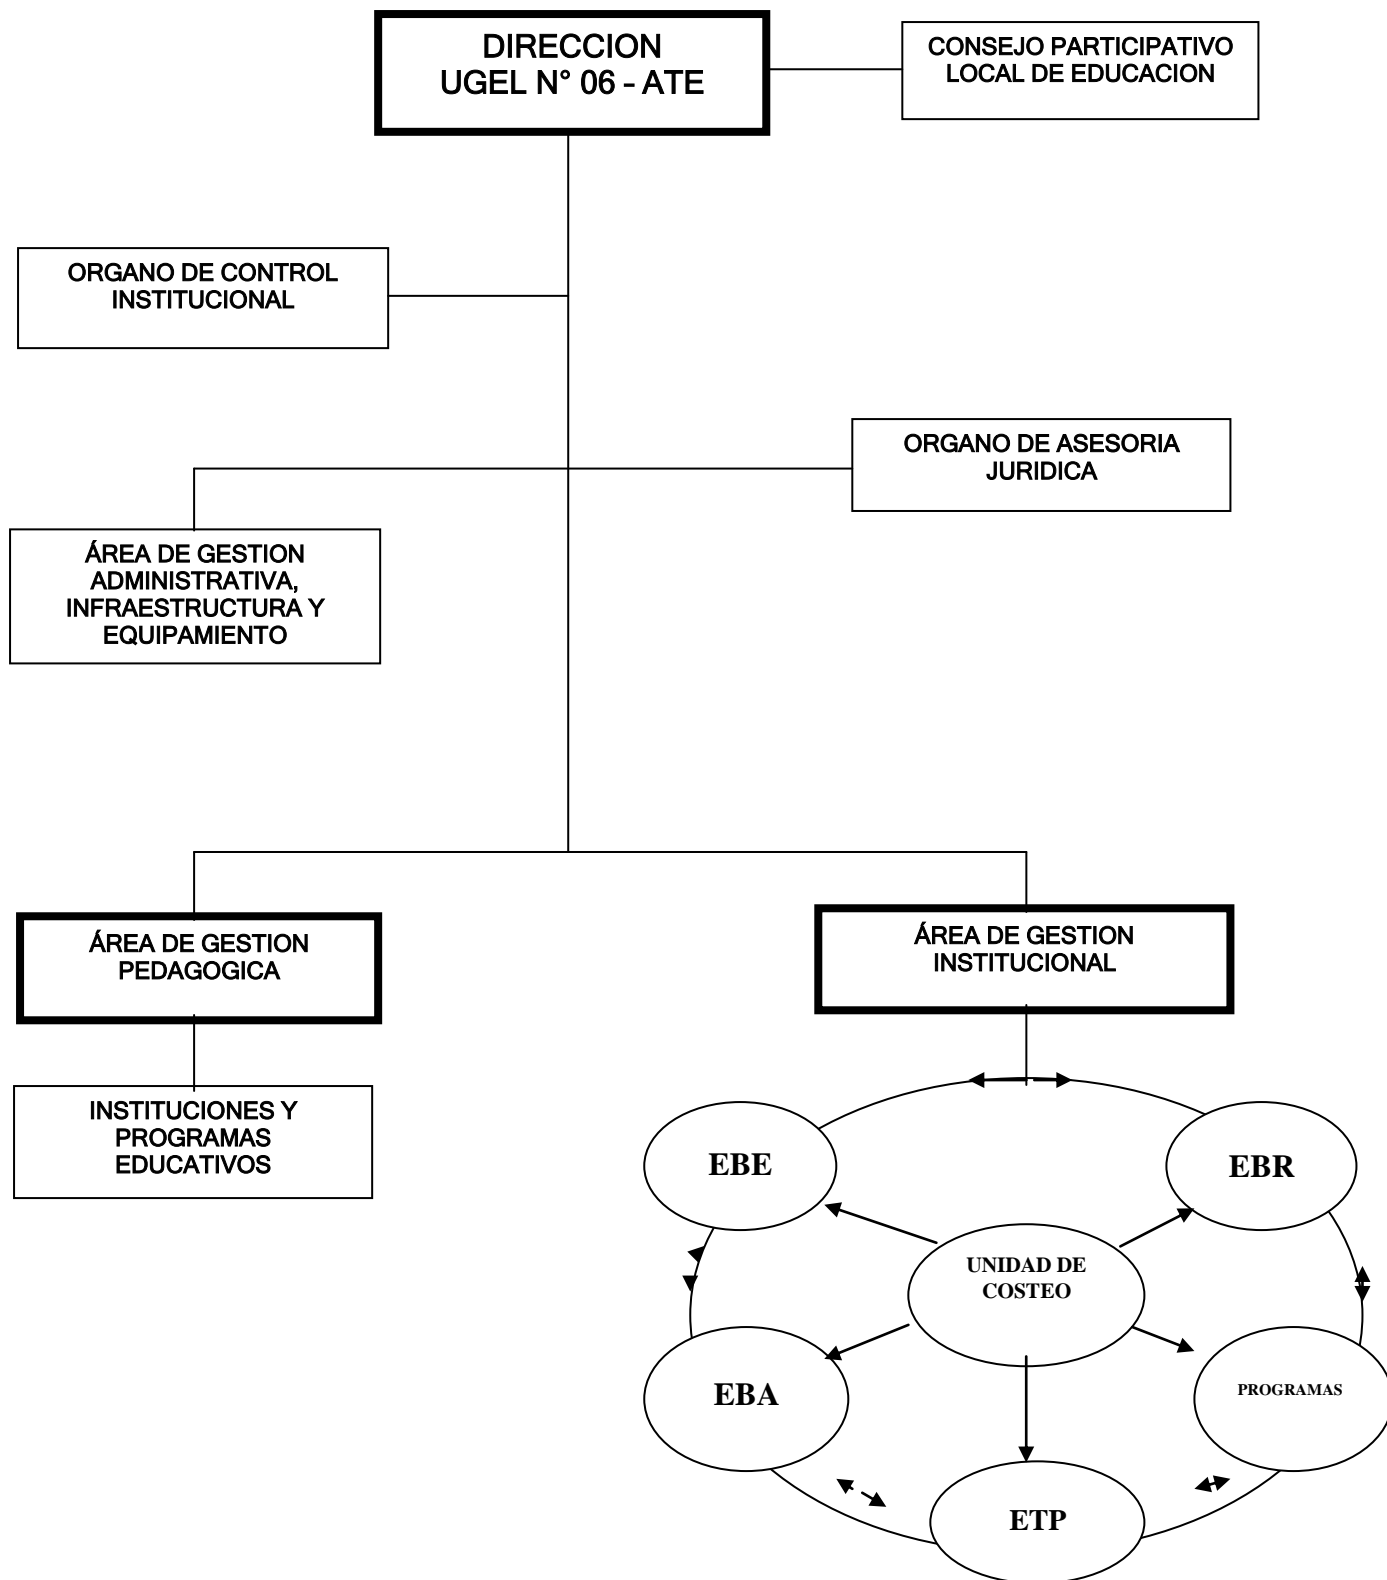 DIRECCION
UGEL N° 06 - ATE
CONSEJO PARTICIPATIVO
LOCAL DE EDUCACION
ORGANO DE CONTROL
INSTITUCIONAL
ORGANO DE ASESORIA
JURIDICA
ÁREA DE GESTION
ADMINISTRATIVA,
INFRAESTRUCTURA Y
EQUIPAMIENTO
ÁREA DE GESTION
PEDAGOGICA
ÁREA DE GESTION
INSTITUCIONAL
INSTITUCIONES Y
PROGRAMAS
EDUCATIVOS
EBE
EBR
UNIDAD DE
COSTEO
EBA
PROGRAMAS
ETP